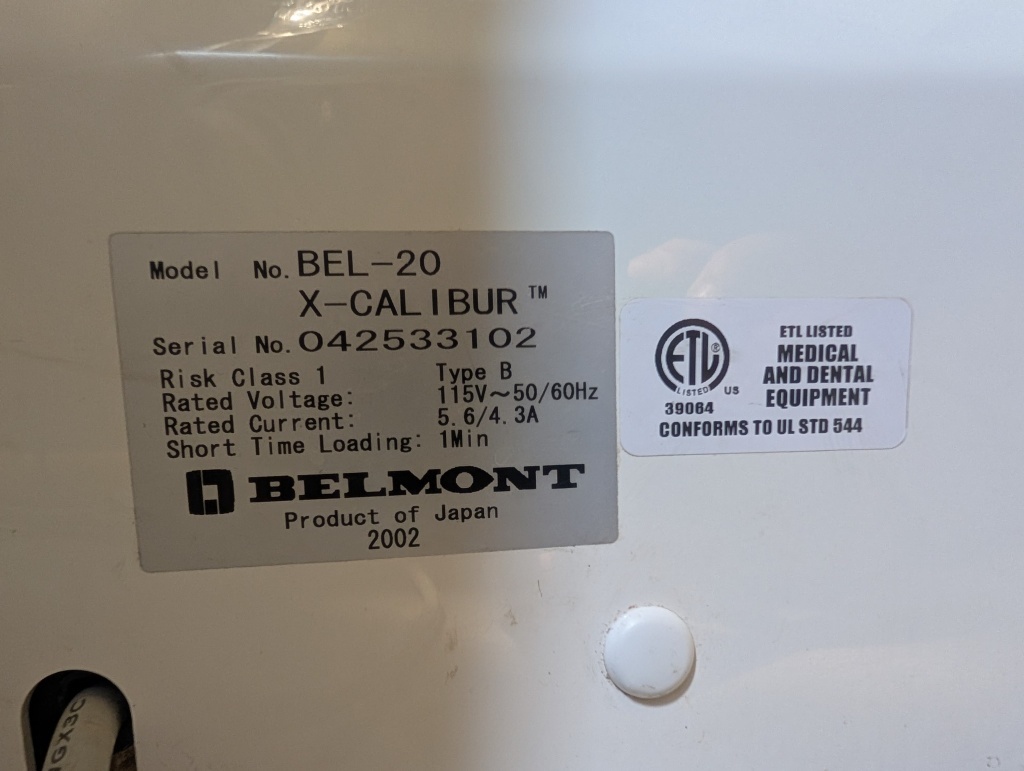 Model No. BEL-20
X-CALIBUR™
Serial No. 042533102
Risk Class 1 Type B
Rated Voltage: 115V~50/60Hz
Rated Current: 5.6/4.3A
Short Time Loading: 1Min
BELMONT
Product of Japan
2002
ETL LISTED
MEDICAL
AND DENTAL
EQUIPMENT
ETL®
LISTED US
39064
CONFORMS TO UL STD 544